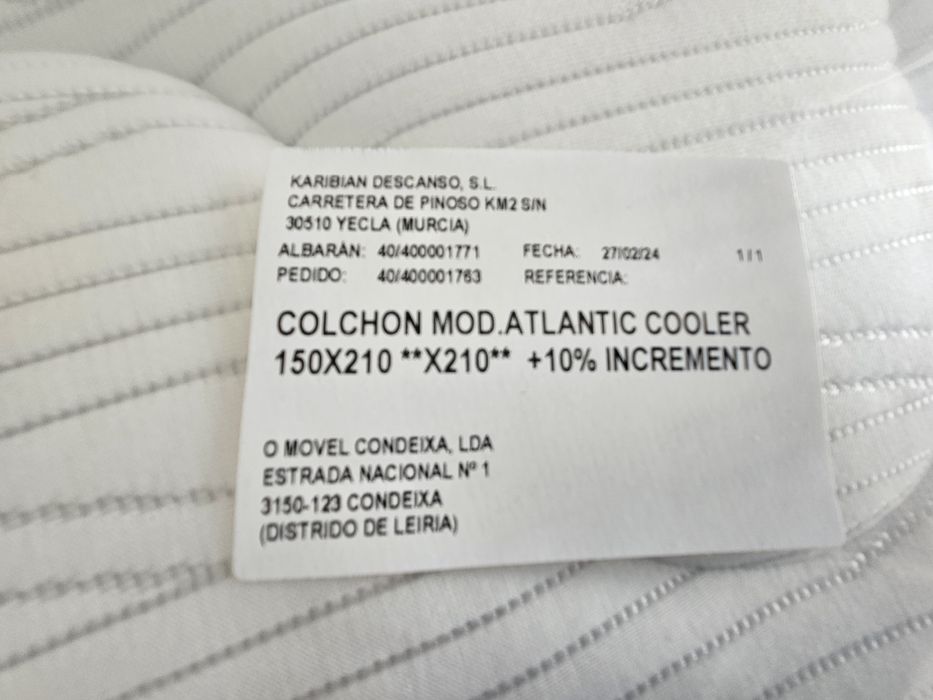 KARIBIAN DESCANSO, S.L.
CARRETERA DE PINOSO KM2 S/N
30510 YECLA (MURCIA)
ALBARÁN: 40/400001771 FECHA: 27/02/24 1 / 1
PEDIDO: 40/400001763 REFERENCIA:
COLCHON MOD.ATLANTIC COOLER
150X210 **X210** +10% INCREMENTO
O MOVEL CONDEIXA, LDA
ESTRADA NACIONAL Nº 1
3150-123 CONDEIXA
(DISTRIDO DE LEIRIA)